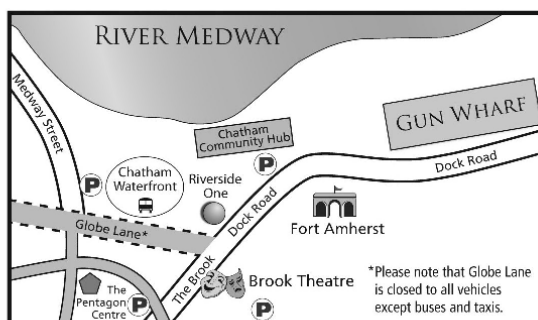 RIVER MEDWAY
Medway Street
GUN WHARF
Chatham
Community Hub
P
Dock Road
P
Chatham
Waterfront
Riverside
One
Dock Road
Fort Amherst
Globe Lane*
The Brook
Brook Theatre
*Please note that Globe Lane
is closed to all vehicles
except buses and taxis.
The
Pentagon
Centre
P
P